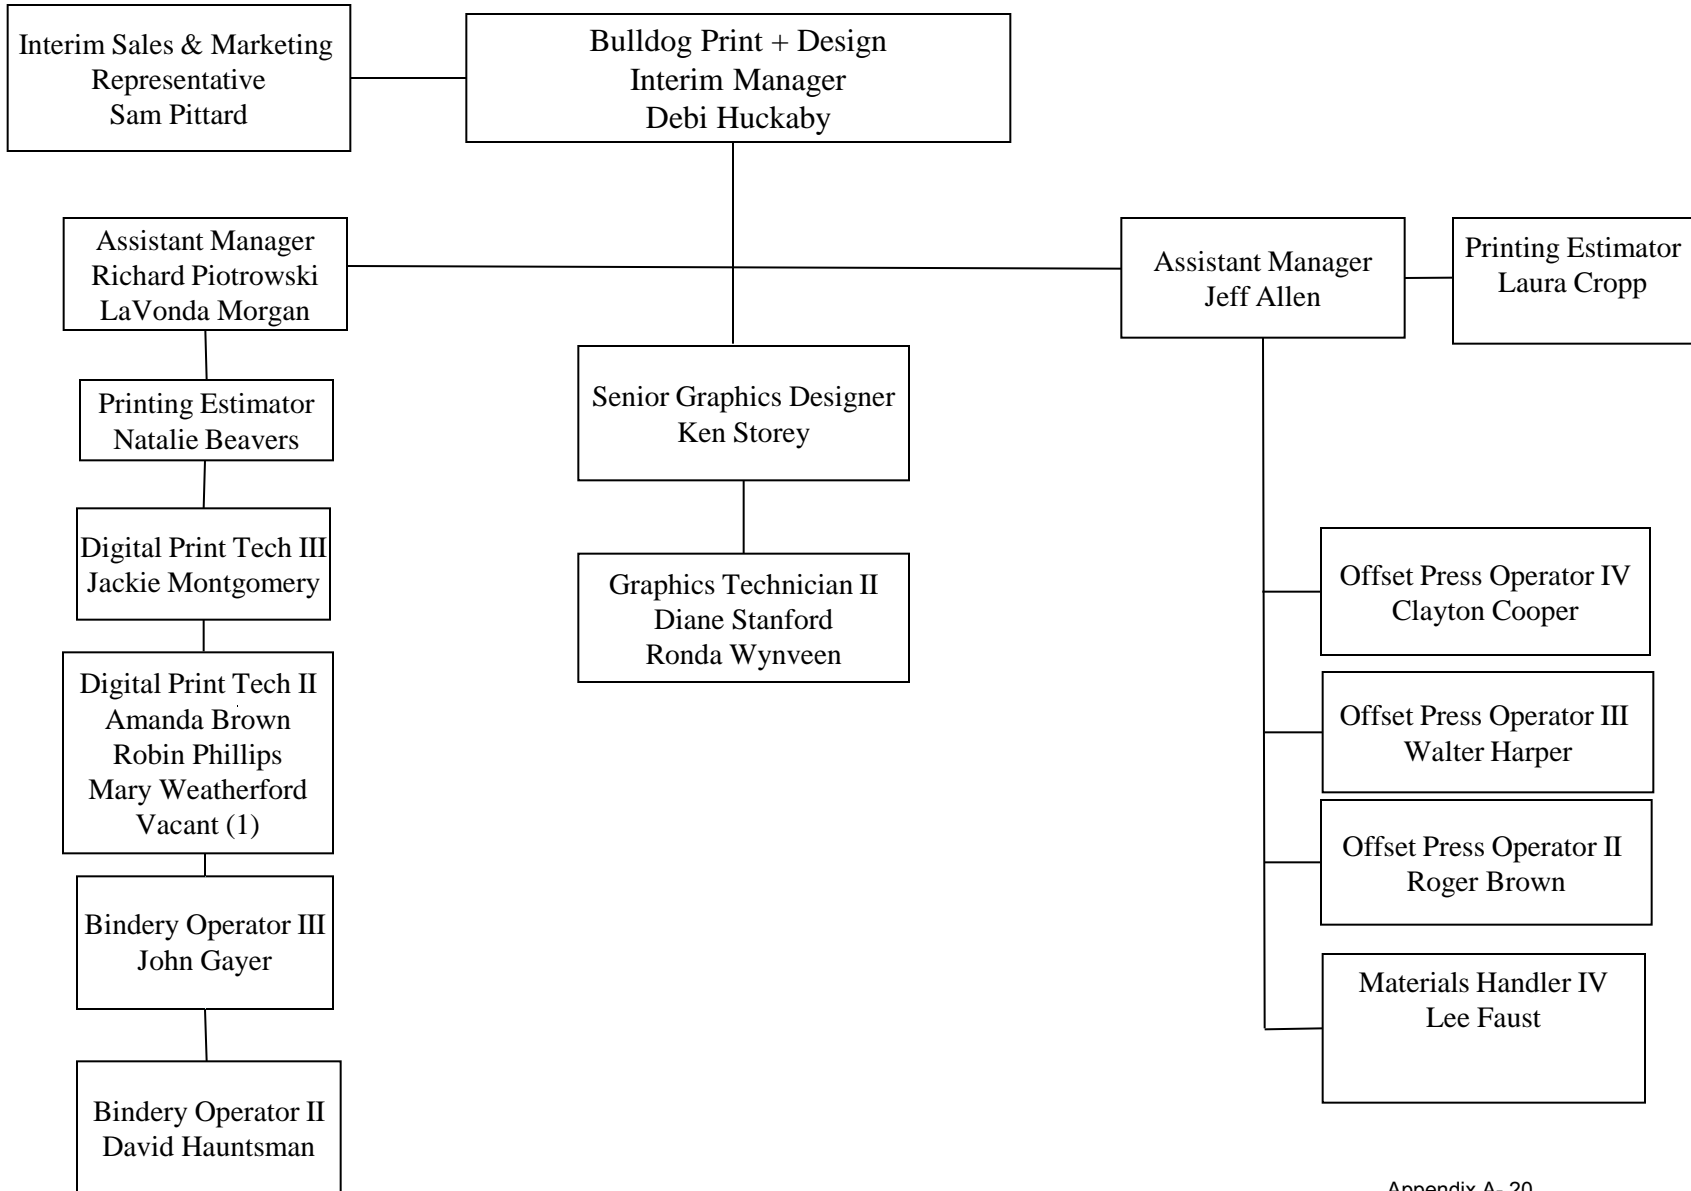 Interim Sales & Marketing
Representative
Sam Pittard
Bulldog Print + Design
Interim Manager
Debi Huckaby
Assistant Manager
Richard Piotrowski
LaVonda Morgan
Assistant Manager
Jeff Allen
Printing Estimator
Laura Cropp
Printing Estimator
Natalie Beavers
Senior Graphics Designer
Ken Storey
Digital Print Tech III
Jackie Montgomery
Graphics Technician II
Diane Stanford
Ronda Wynveen
Offset Press Operator IV
Clayton Cooper
Digital Print Tech II
Amanda Brown
Robin Phillips
Mary Weatherford
Vacant (1)
Offset Press Operator III
Walter Harper
Offset Press Operator II
Roger Brown
Bindery Operator III
John Gayer
Materials Handler IV
Lee Faust
Bindery Operator II
David Hauntsman
Appendix A- 20